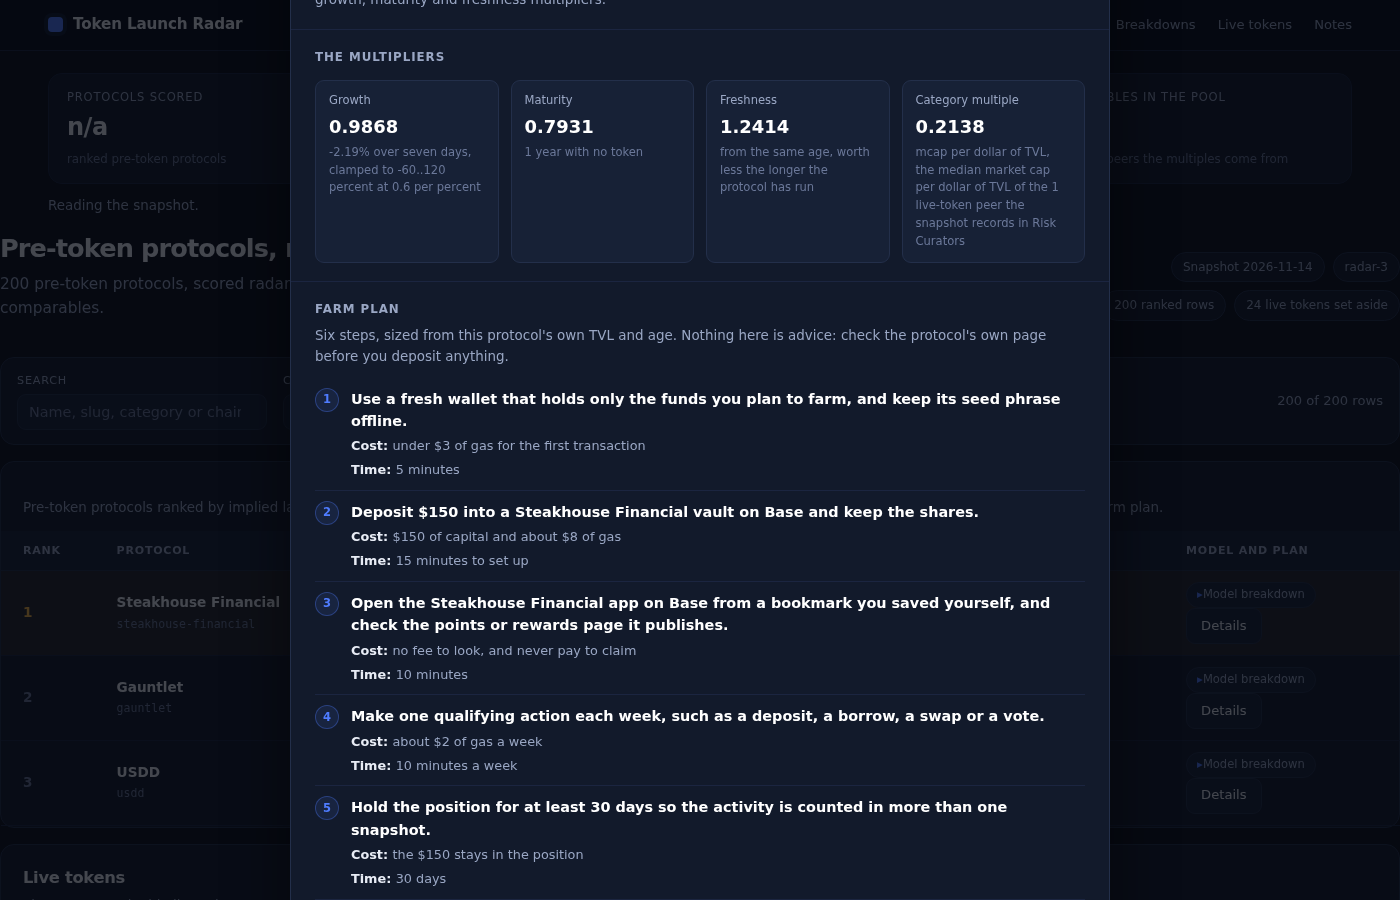 Token Launch Radar
Breakdowns
Live tokens
Notes
PROTOCOLS SCORED
n/a
ranked pre-token protocols
IN THE POOL
the multiples come from
Reading the snapshot.
Pre-token protocols,
200 pre-token protocols, scored radar
comparables.
Snapshot 2026-11-14
radar-3
200 ranked rows
24 live tokens set aside
SEARCH
Name, slug, category or chain
200 of 200 rows
Pre-token protocols ranked by implied
plan.
RANK
PROTOCOL
MODEL AND PLAN
1
Steakhouse Financial
steakhouse-financial
▸Model breakdown
Details
2
Gauntlet
gauntlet
▸Model breakdown
Details
3
USDD
usdd
▸Model breakdown
Details
Live tokens
growth, maturity and freshness multipliers.
THE MULTIPLIERS
Growth
0.9868
-2.19% over seven days,
clamped to -60..120
percent at 0.6 per percent
Maturity
0.7931
1 year with no token
Freshness
1.2414
from the same age, worth
less the longer the
protocol has run
Category multiple
0.2138
mcap per dollar of TVL,
the median market cap
per dollar of TVL of the 1
live-token peer the
snapshot records in Risk
Curators
FARM PLAN
Six steps, sized from this protocol's own TVL and age. Nothing here is advice: check the protocol's own page
before you deposit anything.
1
Use a fresh wallet that holds only the funds you plan to farm, and keep its seed phrase
offline.
Cost: under $3 of gas for the first transaction
Time: 5 minutes
2
Deposit $150 into a Steakhouse Financial vault on Base and keep the shares.
Cost: $150 of capital and about $8 of gas
Time: 15 minutes to set up
3
Open the Steakhouse Financial app on Base from a bookmark you saved yourself, and
check the points or rewards page it publishes.
Cost: no fee to look, and never pay to claim
Time: 10 minutes
4
Make one qualifying action each week, such as a deposit, a borrow, a swap or a vote.
Cost: about $2 of gas a week
Time: 10 minutes a week
5
Hold the position for at least 30 days so the activity is counted in more than one
snapshot.
Cost: the $150 stays in the position
Time: 30 days